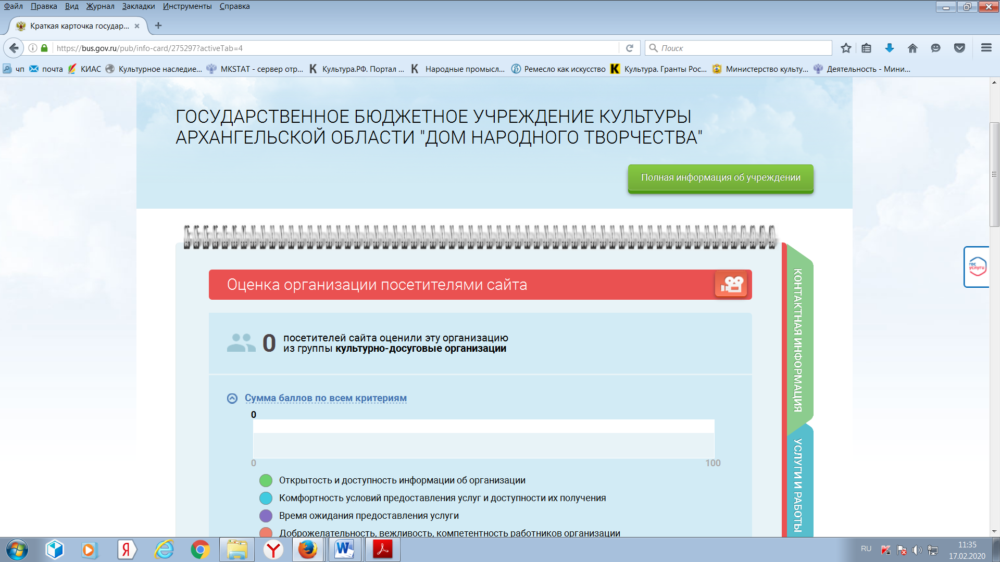 Файл Правка Вид Журнал Закладки Инструменты Справка
Краткая карточка государ...
https://bus.gov.ru/pub/info-card/275297?activeTab=4
Поиск
чп почта КИАС Культурное наследие... MKSTAT - сервер отр... Культура.РФ. Портал ... Народные промысл... Ремесло как искусство Культура. Гранты Рос... Министерство культу... Деятельность - Мини...
ГОСУДАРСТВЕННОЕ БЮДЖЕТНОЕ УЧРЕЖДЕНИЕ КУЛЬТУРЫ
АРХАНГЕЛЬСКОЙ ОБЛАСТИ "ДОМ НАРОДНОГО ТВОРЧЕСТВА"
Полная информация об учреждении
гос
услуги
Оценка организации посетителями сайта
КОНТАКТНАЯ ИНФОРМАЦИЯ
0 посетителей сайта оценили эту организацию
из группы культурно-досуговые организации
Сумма баллов по всем критериям
0
0 100
УСЛУГИ И РАБОТЫ
Открытость и доступность информации об организации
Комфортность условий предоставления услуг и доступности их получения
Время ожидания предоставления услуги
Доброжелательность, вежливость, компетентность работников организации
RU
11:35
17.02.2020